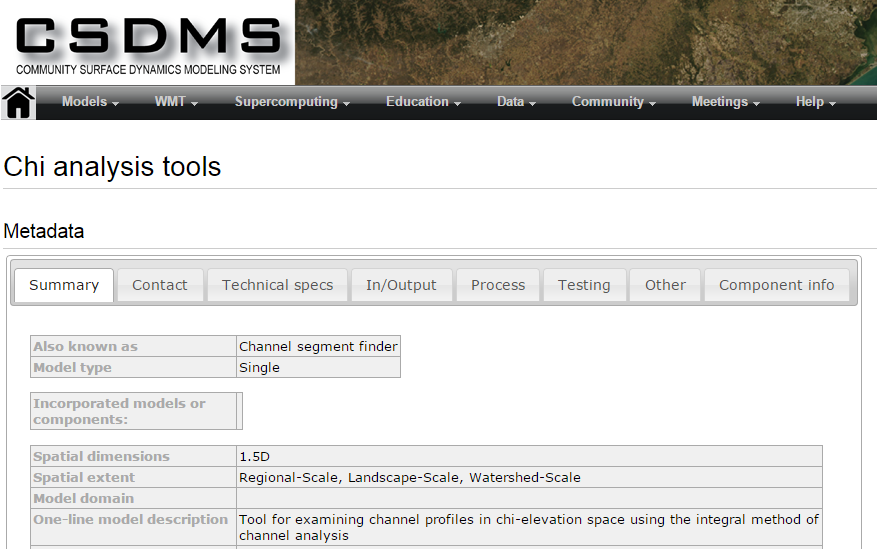 CSDMS
COMMUNITY SURFACE DYNAMICS MODELING SYSTEM
Models WMT Supercomputing Education Data Community Meetings Help
Chi analysis tools
Metadata
Summary Contact Technical specs In/Output Process Testing Other Component info
Also known as Channel segment finder
Model type Single
Incorporated models or
components:
Spatial dimensions 1.5D
Spatial extent Regional-Scale, Landscape-Scale, Watershed-Scale
Model domain
One-line model description Tool for examining channel profiles in chi-elevation space using the integral method of
channel analysis